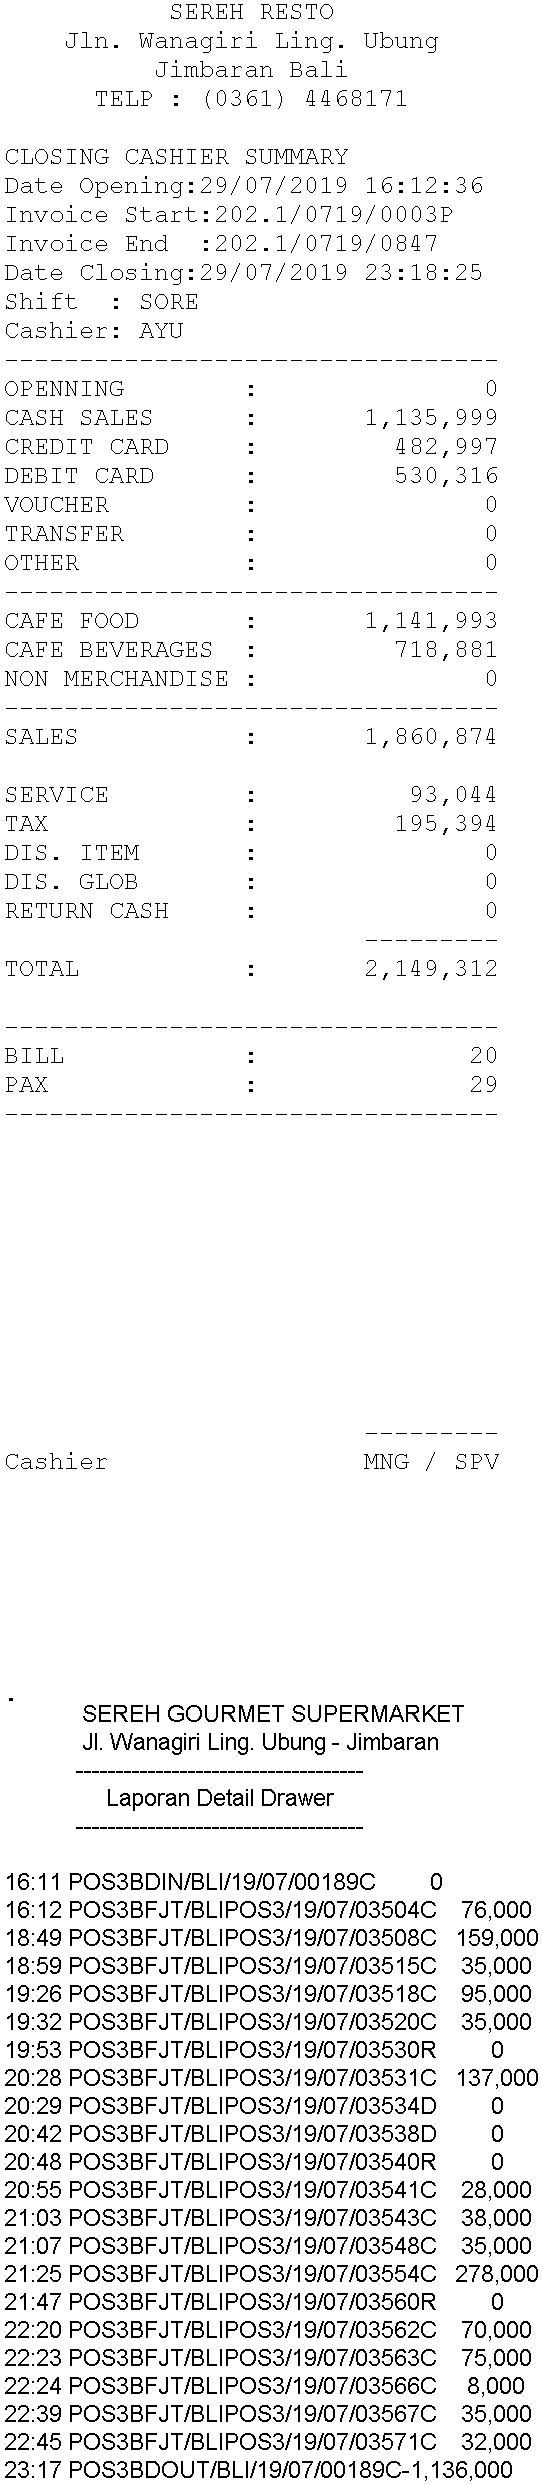 SEREH RESTO
Jln. Wanagiri Ling. Ubung
Jimbaran Bali
TELP : (0361) 4468171
CLOSING CASHIER SUMMARY
Date Opening:29/07/2019 16:12:36
Invoice Start:202.1/0719/0003P
Invoice End  :202.1/0719/0847
Date Closing:29/07/2019 23:18:25
Shift  : SORE
Cashier: AYU
---------------------------------
OPENNING        :               0
CASH SALES      :       1,135,999
CREDIT CARD     :         482,997
DEBIT CARD      :         530,316
VOUCHER         :               0
TRANSFER        :               0
OTHER           :               0
---------------------------------
CAFE FOOD       :       1,141,993
CAFE BEVERAGES  :         718,881
NON MERCHANDISE :               0
---------------------------------
SALES           :       1,860,874
SERVICE         :          93,044
TAX             :         195,394
DIS. ITEM       :               0
DIS. GLOB       :               0
RETURN CASH     :               0
---------
TOTAL           :       2,149,312
---------------------------------
BILL            :              20
PAX             :              29
---------------------------------
---------
Cashier                 MNG / SPV
.
SEREH GOURMET SUPERMARKET
Jl. Wanagiri Ling. Ubung - Jimbaran
------------------------------------
Laporan Detail Drawer
------------------------------------
16:11 POS3BDIN/BLI/19/07/00189C 0
16:12 POS3BFJT/BLIPOS3/19/07/03504C 76,000
18:49 POS3BFJT/BLIPOS3/19/07/03508C 159,000
18:59 POS3BFJT/BLIPOS3/19/07/03515C 35,000
19:26 POS3BFJT/BLIPOS3/19/07/03518C 95,000
19:32 POS3BFJT/BLIPOS3/19/07/03520C 35,000
19:53 POS3BFJT/BLIPOS3/19/07/03530R 0
20:28 POS3BFJT/BLIPOS3/19/07/03531C 137,000
20:29 POS3BFJT/BLIPOS3/19/07/03534D 0
20:42 POS3BFJT/BLIPOS3/19/07/03538D 0
20:48 POS3BFJT/BLIPOS3/19/07/03540R 0
20:55 POS3BFJT/BLIPOS3/19/07/03541C 28,000
21:03 POS3BFJT/BLIPOS3/19/07/03543C 38,000
21:07 POS3BFJT/BLIPOS3/19/07/03548C 35,000
21:25 POS3BFJT/BLIPOS3/19/07/03554C 278,000
21:47 POS3BFJT/BLIPOS3/19/07/03560R 0
22:20 POS3BFJT/BLIPOS3/19/07/03562C 70,000
22:23 POS3BFJT/BLIPOS3/19/07/03563C 75,000
22:24 POS3BFJT/BLIPOS3/19/07/03566C 8,000
22:39 POS3BFJT/BLIPOS3/19/07/03567C 35,000
22:45 POS3BFJT/BLIPOS3/19/07/03571C 32,000
23:17 POS3BDOUT/BLI/19/07/00189C-1,136,000